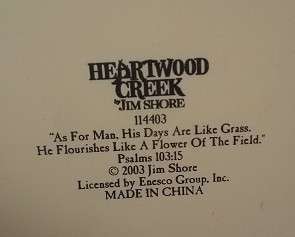 HEARTWOOD
CREEK
by JIM SHORE
114403
"As For Man, His Days Are Like Grass.
He Flourishes Like A Flower Of The Field."
Psalms 103:15
© 2003 Jim Shore
Licensed by Enesco Group, Inc.
MADE IN CHINA